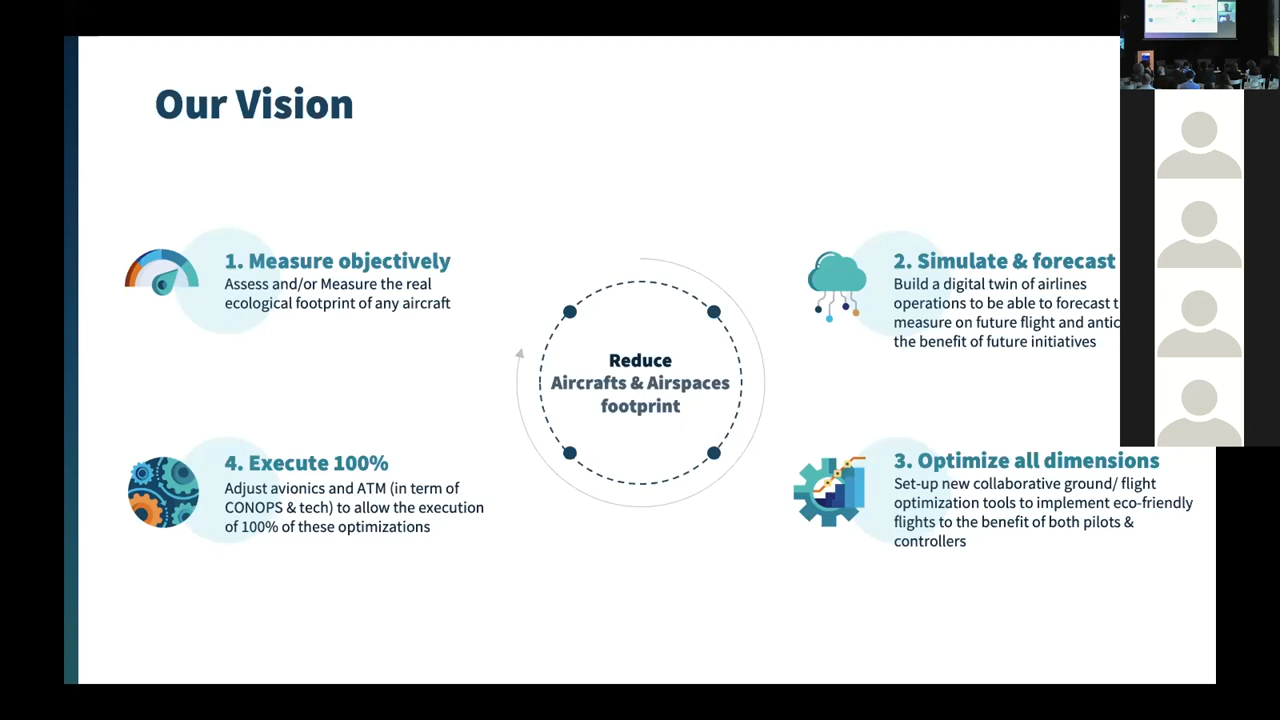 Our Vision
1. Measure objectively
Assess and/or Measure the real
ecological footprint of any aircraft
2. Simulate & forecast
Build a digital twin of airlines
operations to be able to forecast
measure on future flight and
the benefit of future initiatives
Reduce
Aircrafts & Airspaces
footprint
4. Execute 100%
Adjust avionics and ATM (in term of
CONOPS & tech) to allow the execution
of 100% of these optimizations
3. Optimize all dimensions
Set-up new collaborative ground/ flight
optimization tools to implement eco-friendly
flights to the benefit of both pilots &
controllers